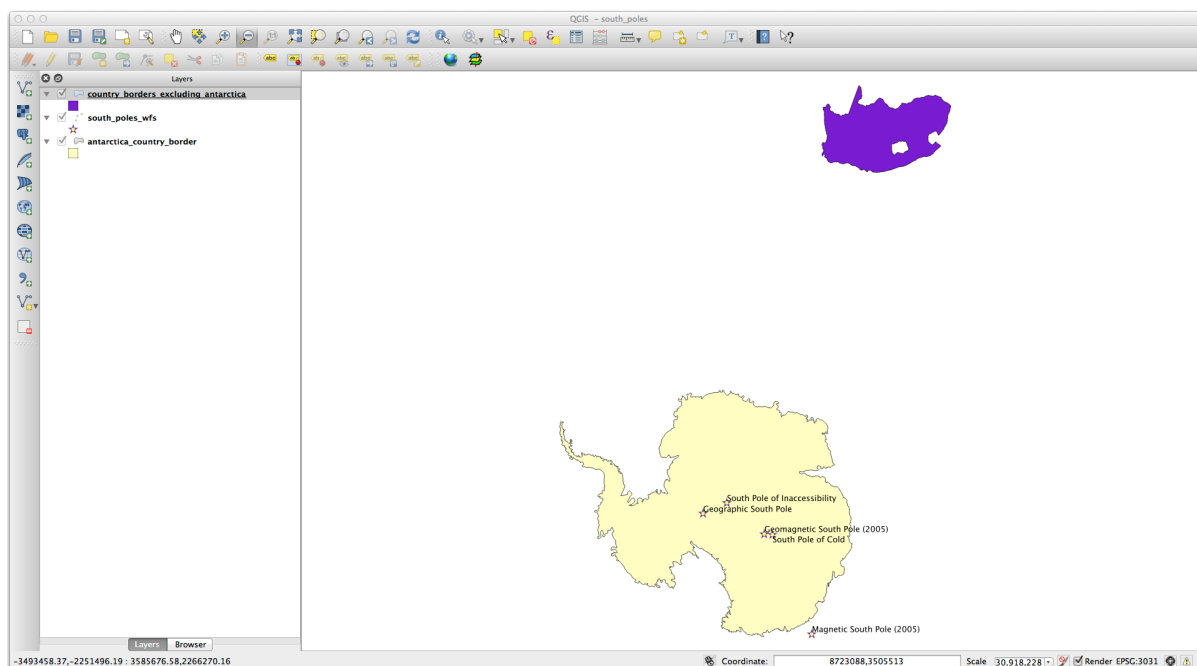 QGIS - south_poles
Layers
country_borders_excluding_antarctica
south_poles_wfs
antarctica_country_border
South Pole of Inaccessibility
Geographic South Pole
Geomagnetic South Pole (2005)
South Pole of Cold
Magnetic South Pole (2005)
Layers Browser
-3493458.37,-2251496.19 : 3585676.58,2266270.16 Coordinate: 8723088,3505513 Scale 30,918,228 Render EPSG:3031